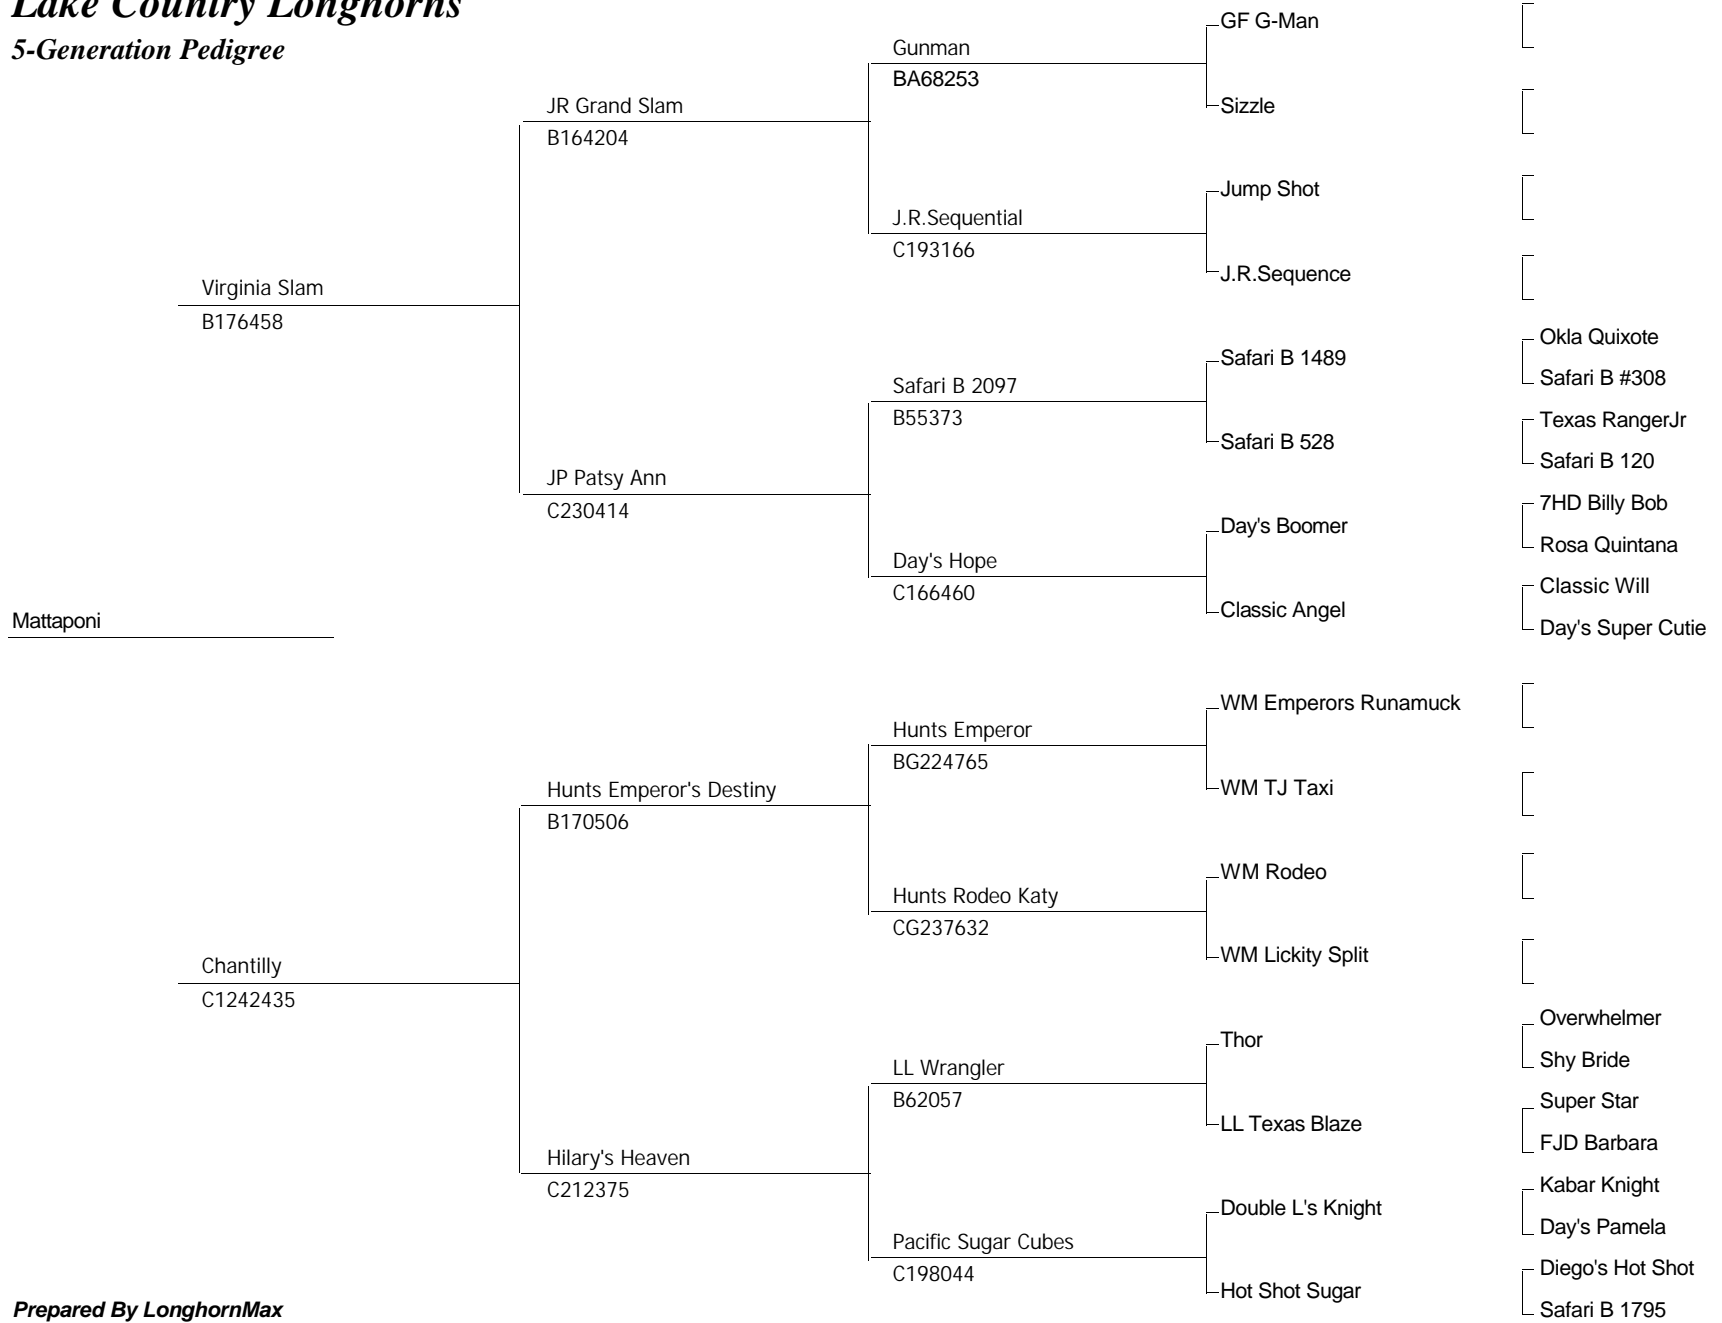 Lake Country Longhorns
5-Generation Pedigree
GF G-Man
Gunman
BA68253
Sizzle
JR Grand Slam
B164204
Jump Shot
J.R.Sequential
C193166
J.R.Sequence
Virginia Slam
B176458
Okla Quixote
Safari B 1489
Safari B #308
Safari B 2097
B55373
Texas RangerJr
Safari B 528
Safari B 120
JP Patsy Ann
C230414
7HD Billy Bob
Day's Boomer
Rosa Quintana
Day's Hope
C166460
Classic Will
Classic Angel
Day's Super Cutie
Mattaponi
WM Emperors Runamuck
Hunts Emperor
BG224765
WM TJ Taxi
Hunts Emperor's Destiny
B170506
WM Rodeo
Hunts Rodeo Katy
CG237632
WM Lickity Split
Chantilly
C1242435
Overwhelmer
Thor
Shy Bride
LL Wrangler
B62057
Super Star
LL Texas Blaze
FJD Barbara
Hilary's Heaven
C212375
Kabar Knight
Double L's Knight
Day's Pamela
Pacific Sugar Cubes
C198044
Diego's Hot Shot
Hot Shot Sugar
Safari B 1795
Prepared By LonghornMax